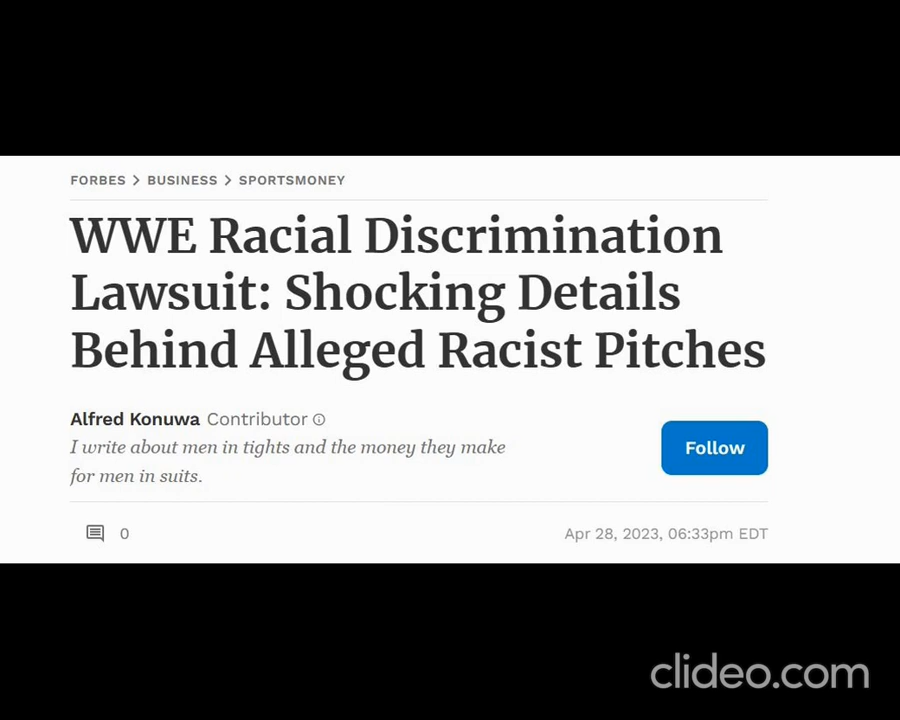 FORBES > BUSINESS > SPORTSMONEY
WWE Racial Discrimination
Lawsuit: Shocking Details
Behind Alleged Racist Pitches
Alfred Konuwa Contributor
I write about men in tights and the money they make
for men in suits.
Follow
0
Apr 28, 2023, 06:33pm EDT
clideo.com